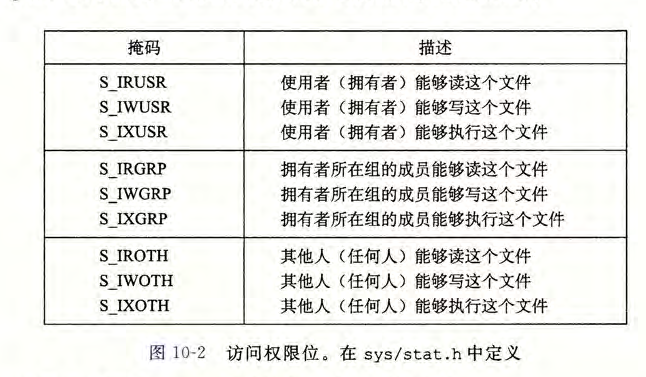 掩码 描述
S_IRUSR 使用者（拥有者）能够读这个文件
S_IWUSR 使用者（拥有者）能够写这个文件
S_IXUSR 使用者（拥有者）能够执行这个文件
S_IRGRP 拥有者所在组的成员能够读这个文件
S_IWGRP 拥有者所在组的成员能够写这个文件
S_IXGRP 拥有者所在组的成员能够执行这个文件
S_IROTH 其他人（任何人）能够读这个文件
S_IWOTH 其他人（任何人）能够写这个文件
S_IXOTH 其他人（任何人）能够执行这个文件
图 10-2 访问权限位。在 sys/stat.h 中定义